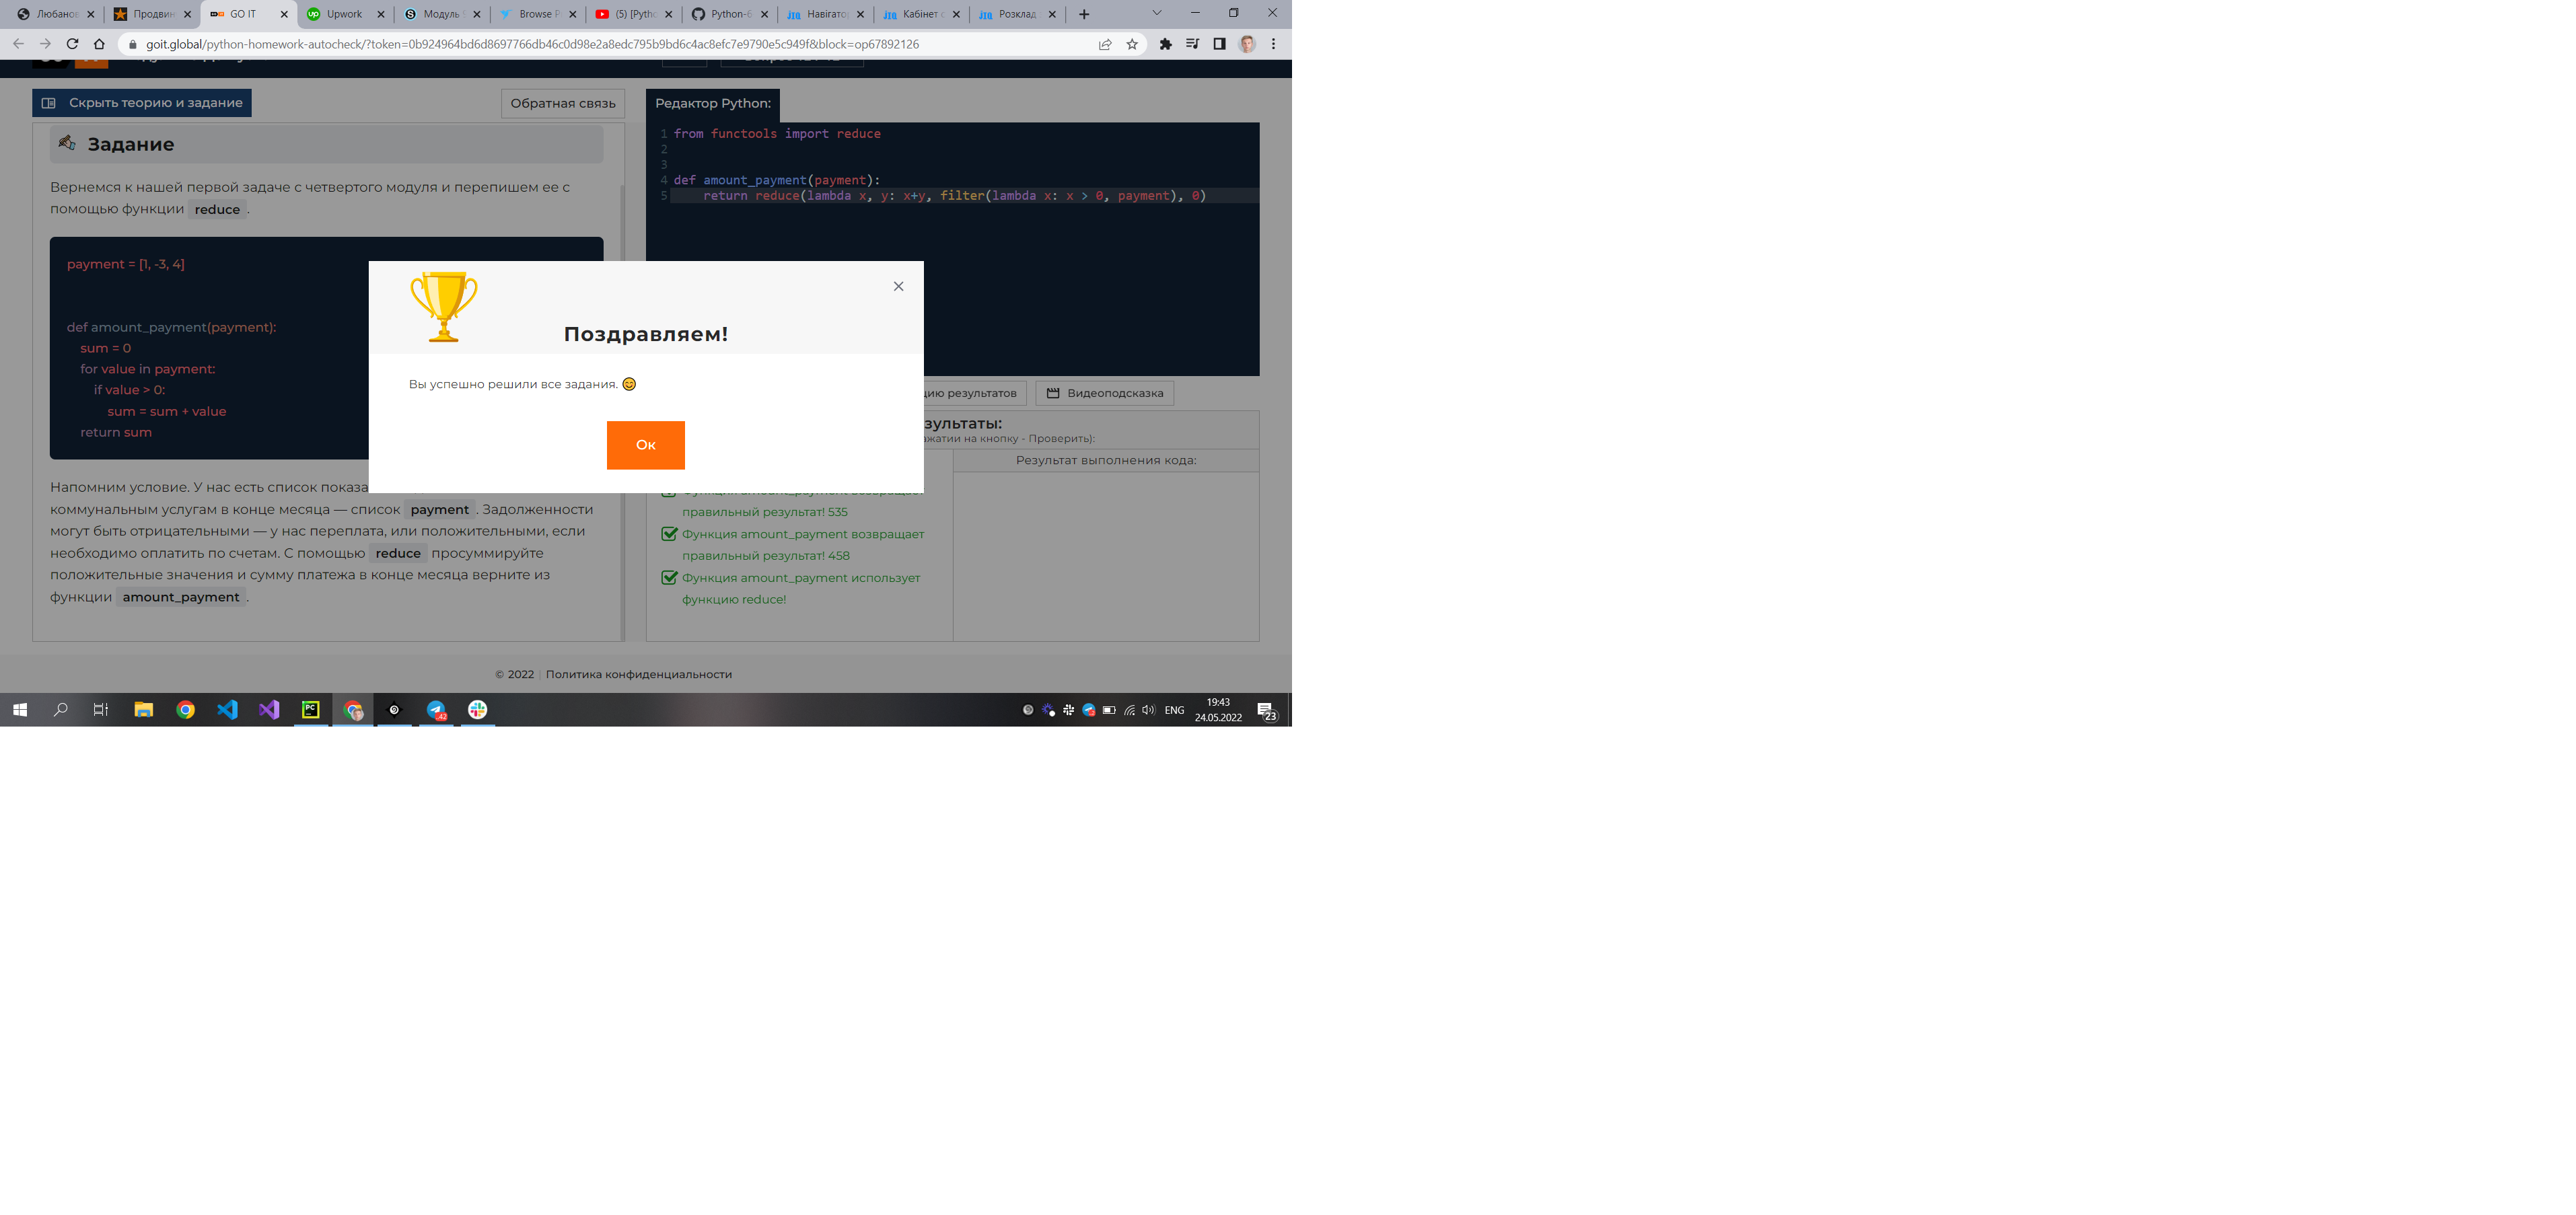 Любанов
Продвин
GO IT
Upwork
Модуль
Browse P
(5) [Pytho
Python-6
Навігатор
Кабінет с
Розклад
goit.global/python-homework-autocheck/?token=0b924964bd6d8697766db46c0d98e2a8edc795b9bd6c4ac8efc7e9790e5c949f&block=op67892126
Скрыть теорию и задание
Обратная связь
Задание
Вернемся к нашей первой задаче с четвертого модуля и перепишем ее с
помощью функции reduce.
payment = [1, -3, 4]
def amount_payment(payment):
sum = 0
for value in payment:
if value > 0:
sum = sum + value
return sum
Напомним условие. У нас есть список показа
коммунальным услугам в конце месяца — список payment. Задолженности
могут быть отрицательными — у нас переплата, или положительными, если
необходимо оплатить по счетам. С помощью reduce просуммируйте
положительные значения и сумму платежа в конце месяца верните из
функции amount_payment.
Редактор Python:
1 from functools import reduce
2
3
4 def amount_payment(payment):
5 return reduce(lambda x, y: x+y, filter(lambda x: x > 0, payment), 0)
Поздравляем!
Вы успешно решили все задания. 😊
Ок
цию результатов
Видеоподсказка
зультаты:
ажатии на кнопку - Проверить):
Результат выполнения кода:
правильный результат! 535
Функция amount_payment возвращает
правильный результат! 458
Функция amount_payment использует
функцию reduce!
© 2022 | Политика конфиденциальности
PC
42
ENG
19:43
24.05.2022
23